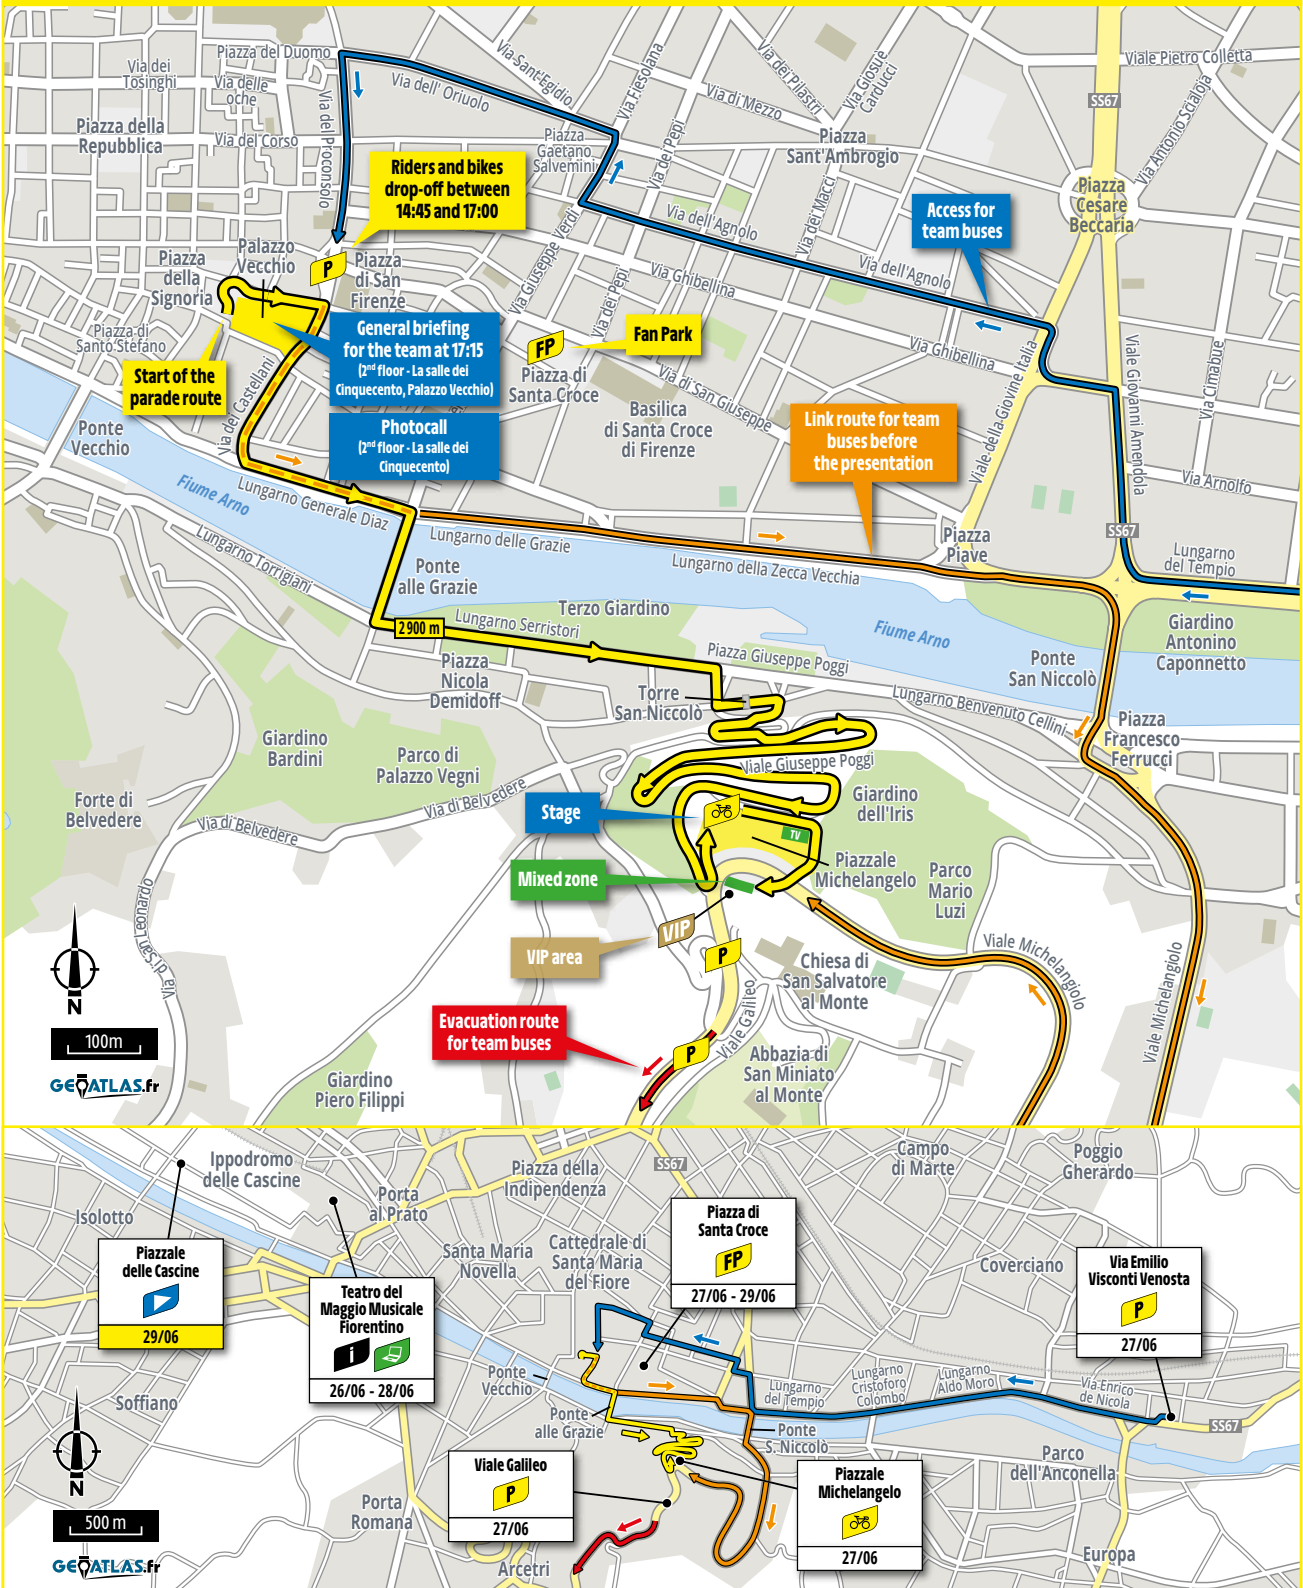 Piazza del Duomo
Via dei
Tosinghi
Via delle
oche
Piazza della
Repubblica
Via del Corso
Via del Proconsolo
Via dell' Oriuolo
Via Sant'Egidio
Via Fiesolana
Via dei Pilastri
Via di Mezzo
Via Giosue
Carducci
Piazza
Gaetano
Salvemini
Via dei Pepi
Piazza
Sant'Ambrogio
SS67
Viale Pietro Colletta
Via Antonio Scialoja
Piazza
Cesare
Beccaria
Riders and bikes
drop-off between
14:45 and 17:00
Access for
team buses
Via dell'Agnolo
Via dei Macci
Via dell'Agnolo
Via Giuseppe Verdi
Via Ghibellina
Via dei Pepi
Via Ghibellina
Piazza
della
Signoria
Palazzo
Vecchio
P
Piazza
di San
Firenze
Piazza di
Santo Stefano
General briefing
for the team at 17:15
(2nd floor - La salle dei
Cinquecento, Palazzo Vecchio)
Photocall
(2nd floor - La salle dei
Cinquecento)
FP
Fan Park
Piazza di
Santa Croce
Basilica
di Santa Croce
di Firenze
Via di San Giuseppe
Start of the
parade route
Via dei Castellani
Ponte
Vecchio
Link route for team
buses before
the presentation
Viale della Giovine Italia
Viale Giovanni Amendola
Via Cimabue
Via Arnolfo
SS67
Piazza
Piave
Lungarno
del Tempio
Fiume Arno
Lungarno Generale Diaz
Lungarno delle Grazie
Lungarno della Zecca Vecchia
Lungarno Torrigiani
Ponte
alle Grazie
2 900 m
Lungarno Serristori
Terzo Giardino
Fiume Arno
Giardino
Antonino
Caponnetto
Piazza
Nicola
Demidoff
Torre
San Niccolò
Piazza Giuseppe Poggi
Ponte
San Niccolò
Lungarno Benvenuto Cellini
Piazza
Francesco
Ferrucci
Giardino
Bardini
Parco di
Palazzo Vegni
Forte di
Belvedere
Via di Belvedere
Via di Belvedere
Viale Giuseppe Poggi
Giardino
dell'Iris
Stage
TV
Mixed zone
Piazzale
Michelangelo
Parco
Mario
Luzi
VIP area
VIP
P
Chiesa di
San Salvatore
al Monte
Viale Michelangiolo
Viale Michelangiolo
Via di San Leonardo
N
100m
GEOATLAS.fr
Evacuation route
for team buses
P
Viale Galileo
Abbazia di
San Miniato
al Monte
Giardino
Piero Filippi
Ippodromo
delle Cascine
Isolotto
Porta
al Prato
Piazza della
Indipendenza
SS67
Campo
di Marte
Poggio
Gherardo
Piazzale
delle Cascine
29/06
Teatro del
Maggio Musicale
Fiorentino
i
26/06 - 28/06
Santa Maria
Novella
Cattedrale di
Santa Maria
del Fiore
Piazza di
Santa Croce
FP
27/06 - 29/06
Coverciano
Via Emilio
Visconti Venosta
P
27/06
Soffiano
Ponte
Vecchio
Ponte
alle Grazie
Lungarno
del Tempio
Lungarno
Cristoforo
Colombo
Lungarno
Aldo Moro
Via Enrico
de Nicola
SS67
Ponte
S. Niccolò
Parco
dell'Anconella
Viale Galileo
P
27/06
Piazzale
Michelangelo
27/06
Porta
Romana
Arcetri
Europa
N
500 m
GEOATLAS.fr